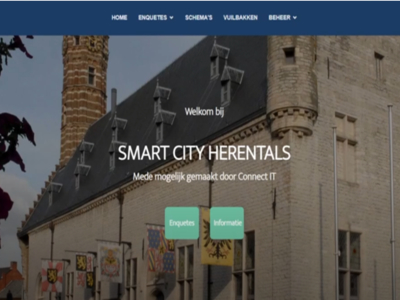 HOME ENQUETES SCHEMA'S VUILBAKKEN BEHEER
Welkom bij
SMART CITY HERENTALS
Mede mogelijk gemaakt door Connect IT
Enquetes Informatie